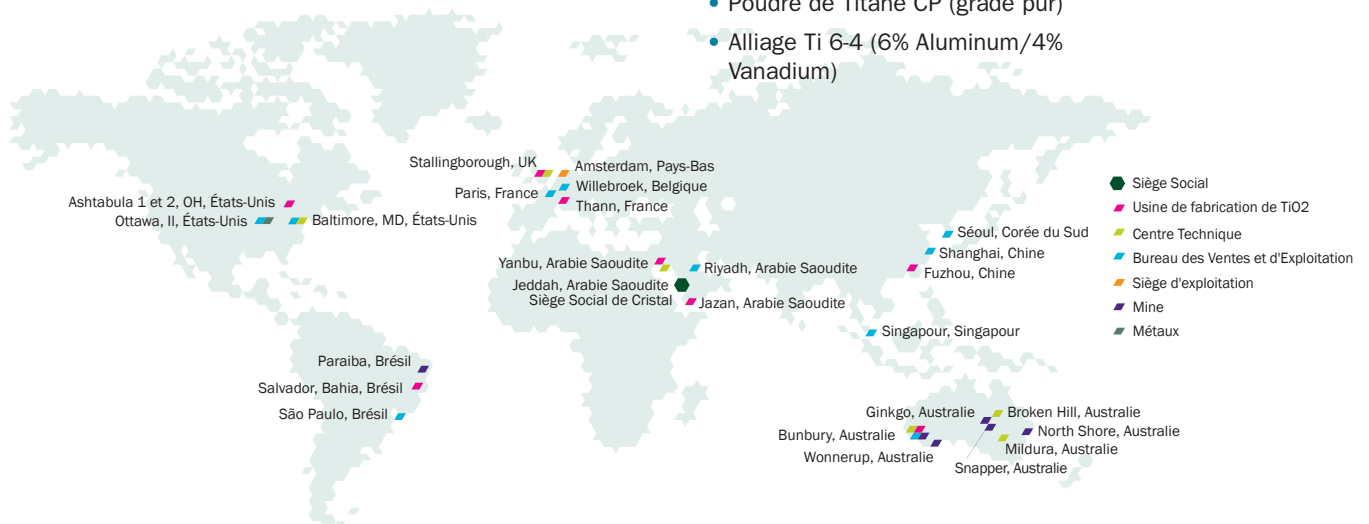 • Poudre de Titane CP (grade pur)
• Alliage Ti 6-4 (6% Aluminum/4%
Vanadium)
Stallingborough, UK
Amsterdam, Pays-Bas
Paris, France
Willebroek, Belgique
Thann, France
Ashtabula 1 et 2, OH, États-Unis
Ottawa, Il, États-Unis
Baltimore, MD, États-Unis
Yanbu, Arabie Saoudite
Riyadh, Arabie Saoudite
Jeddah, Arabie Saoudite
Siège Social de Cristal
Jazan, Arabie Saoudite
Séoul, Corée du Sud
Shanghai, Chine
Fuzhou, Chine
Singapour, Singapour
Siège Social
Usine de fabrication de TiO2
Centre Technique
Bureau des Ventes et d'Exploitation
Siège d'exploitation
Mine
Métaux
Paraiba, Brésil
Salvador, Bahia, Brésil
São Paulo, Brésil
Ginkgo, Australie
Broken Hill, Australie
Bunbury, Australie
North Shore, Australie
Mildura, Australie
Wonnerup, Australie
Snapper, Australie